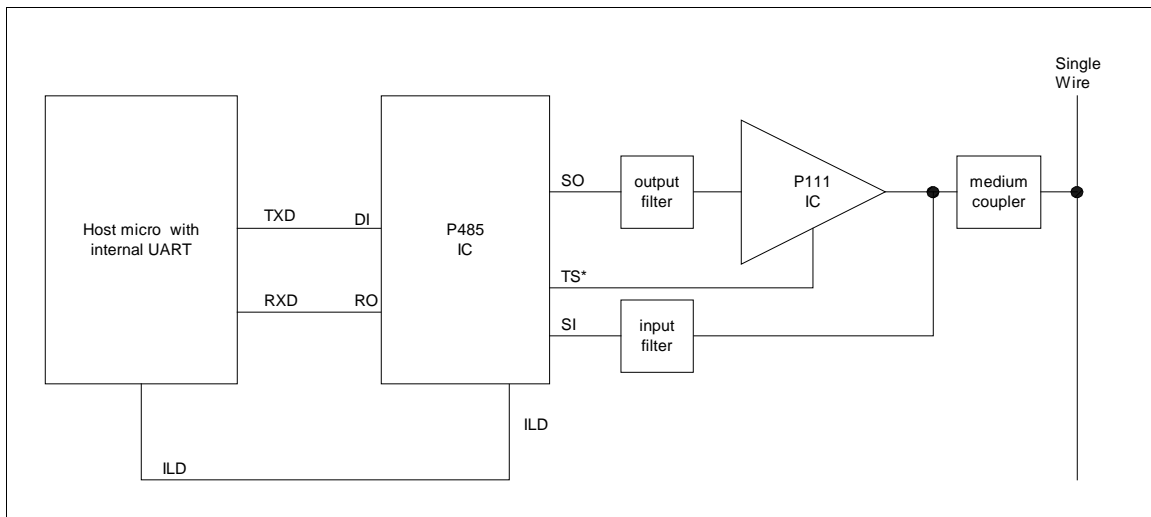 Single
Wire
Host micro with
internal UART
TXD
DI
RXD
RO
P485
IC
SO
TS*
SI
output
filter
input
filter
P111
IC
medium
coupler
ILD
ILD